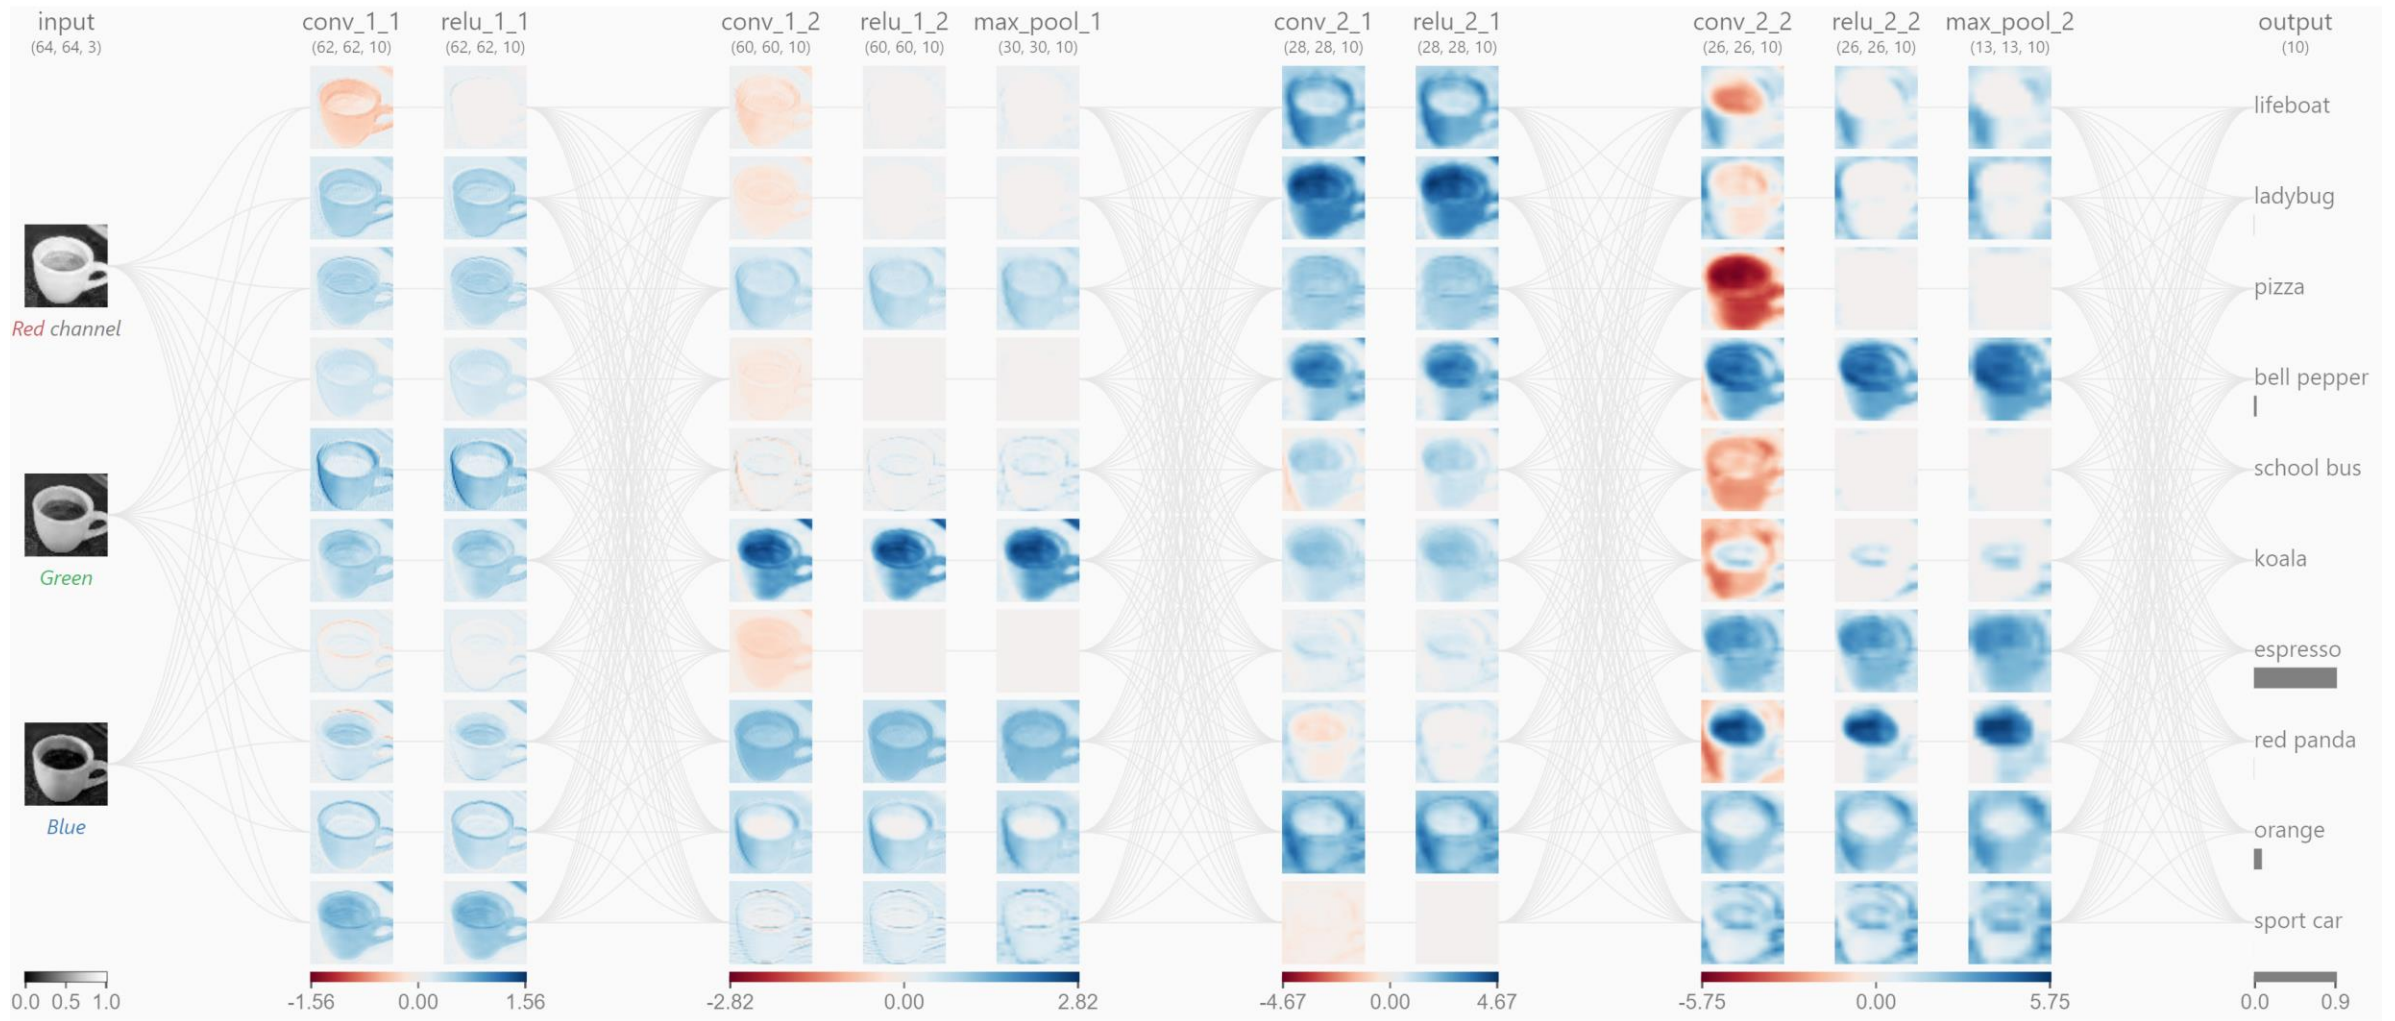 input
(64, 64, 3)
conv_1_1
(62, 62, 10)
relu_1_1
(62, 62, 10)
conv_1_2
(60, 60, 10)
relu_1_2
(60, 60, 10)
max_pool_1
(30, 30, 10)
conv_2_1
(28, 28, 10)
relu_2_1
(28, 28, 10)
conv_2_2
(26, 26, 10)
relu_2_2
(26, 26, 10)
max_pool_2
(13, 13, 10)
output
(10)
Red channel
Green
Blue
lifeboat
ladybug
pizza
bell pepper
school bus
koala
espresso
red panda
orange
sport car
0.0 0.5 1.0
-1.56 0.00 1.56
-2.82 0.00 2.82
-4.67 0.00 4.67
-5.75 0.00 5.75
0.0 0.9